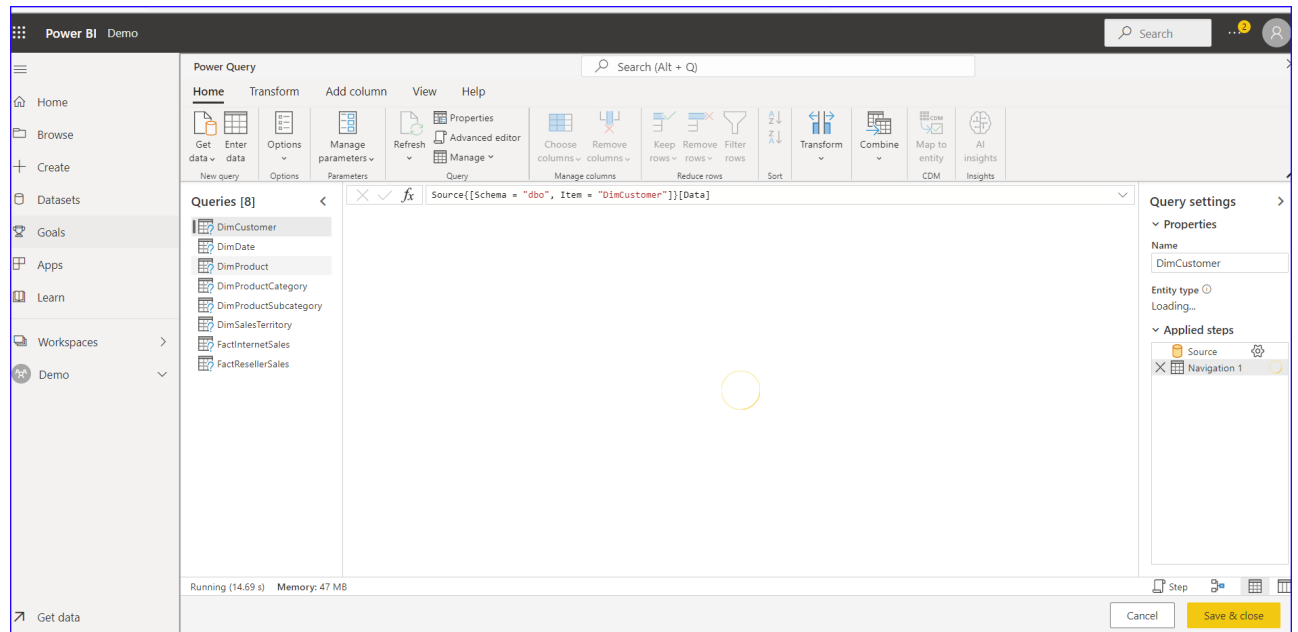 Power BI Demo
Search
2
Power Query
Search (Alt + Q)
Home Transform Add column View Help
Get data
Enter data
Options
Manage parameters
Refresh
Properties
Advanced editor
Manage
Choose columns
Remove columns
Keep rows
Remove rows
Filter rows
A
Z
Z
A
Transform
Combine
CDM
Map to entity
AI insights
New query Options Parameters Query Manage columns Reduce rows Sort CDM Insights
Home
Browse
Create
Datasets
Goals
Apps
Learn
Workspaces
Demo
Get data
Queries [8]
DimCustomer
DimDate
DimProduct
DimProductCategory
DimProductSubcategory
DimSalesTerritory
FactInternetSales
FactResellerSales
fx Source{[Schema = "dbo", Item = "DimCustomer"]}[Data]
Query settings
Properties
Name
DimCustomer
Entity type
Loading...
Applied steps
Source
Navigation 1
Running (14.69 s) Memory: 47 MB
Step
Cancel Save & close